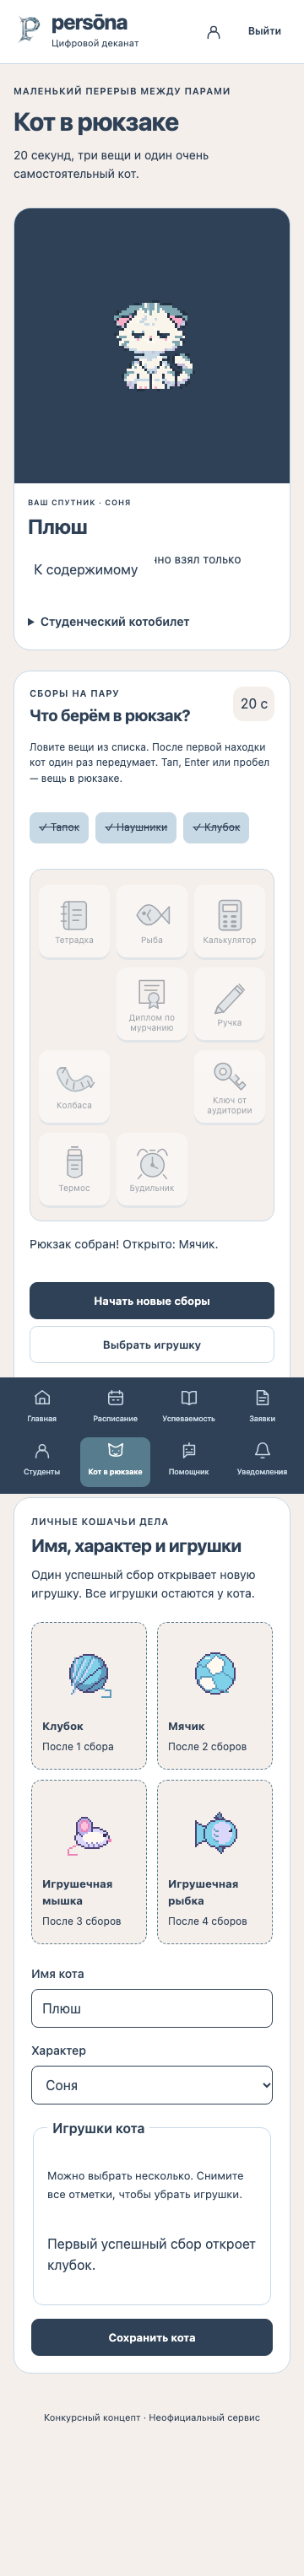 persōna
Цифровой деканат
Выйти
МАЛЕНЬКИЙ ПЕРЕРЫВ МЕЖДУ ПАРАМИ
Кот в рюкзаке
20 секунд, три вещи и один очень
самостоятельный кот.
ВАШ СПУТНИК · СОНЯ
Плюш
К содержимому
ВЗЯЛ ТОЛЬКО
▶ Студенческий котобилет
СБОРЫ НА ПАРУ
Что берём в рюкзак?
20 с
Ловите вещи из списка. После первой находки
кот один раз передумает. Тап, Enter или пробел
— вещь в рюкзаке.
✓ Тапок
✓ Наушники
✓ Клубок
Тетрадка
Рыба
Калькулятор
Диплом по
мурчанию
Ручка
Колбаса
Ключ от
аудитории
Термос
Будильник
Рюкзак собран! Открыто: Мячик.
Начать новые сборы
Выбрать игрушку
Главная
Расписание
Успеваемость
Заявки
Студенты
Кот в рюкзаке
Помощник
Уведомления
ЛИЧНЫЕ КОШАЧЬИ ДЕЛА
Имя, характер и игрушки
Один успешный сбор открывает новую
игрушку. Все игрушки остаются у кота.
Клубок
После 1 сбора
Мячик
После 2 сборов
Игрушечная
мышка
После 3 сборов
Игрушечная
рыбка
После 4 сборов
Имя кота
Плюш
Характер
Соня
Игрушки кота
Можно выбрать несколько. Снимите
все отметки, чтобы убрать игрушки.
Первый успешный сбор откроет
клубок.
Сохранить кота
Конкурсный концепт · Неофициальный сервис